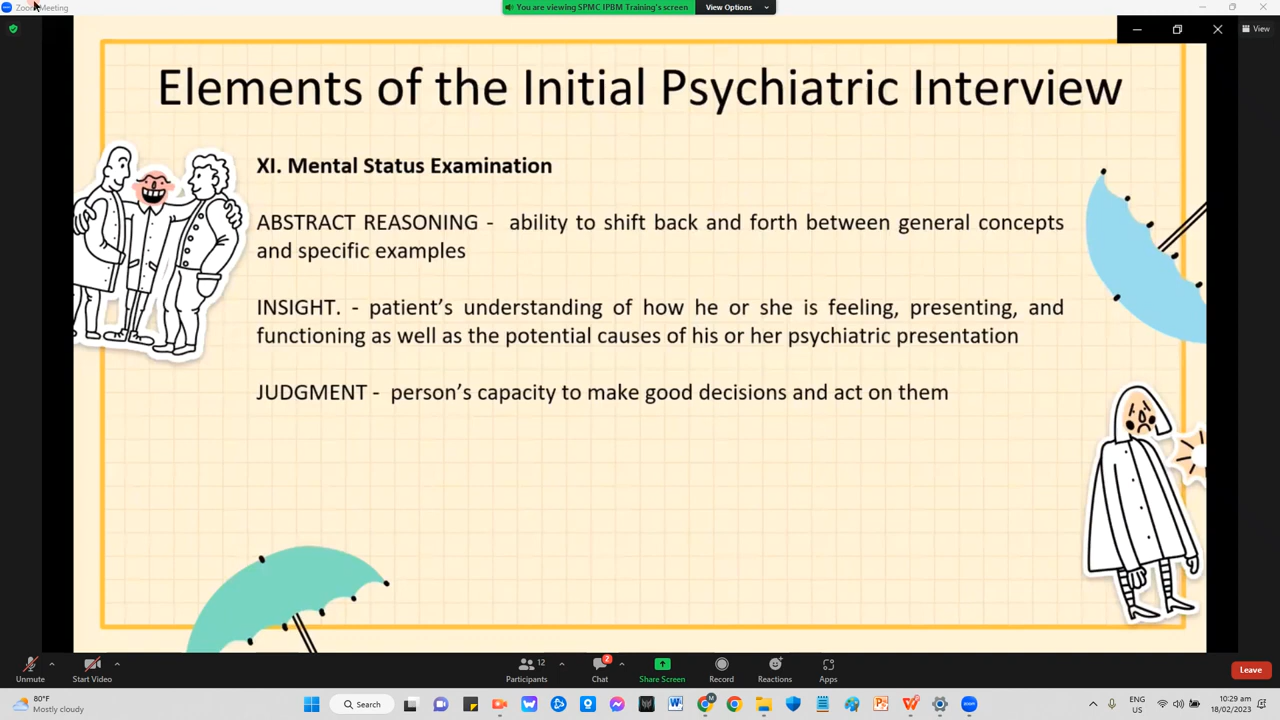 Zoom Meeting
You are viewing SPMC IPBM Training's screen
View Options
View
Elements of the Initial Psychiatric Interview
XI. Mental Status Examination
ABSTRACT REASONING - ability to shift back and forth between general concepts
and specific examples
INSIGHT. - patient's understanding of how he or she is feeling, presenting, and
functioning as well as the potential causes of his or her psychiatric presentation
JUDGMENT - person's capacity to make good decisions and act on them
Unmute
Start Video
12
Participants
2
Chat
Share Screen
Record
Reactions
Apps
Leave
80°F
Mostly cloudy
Search
ENG
US
10:29 am
18/02/2023